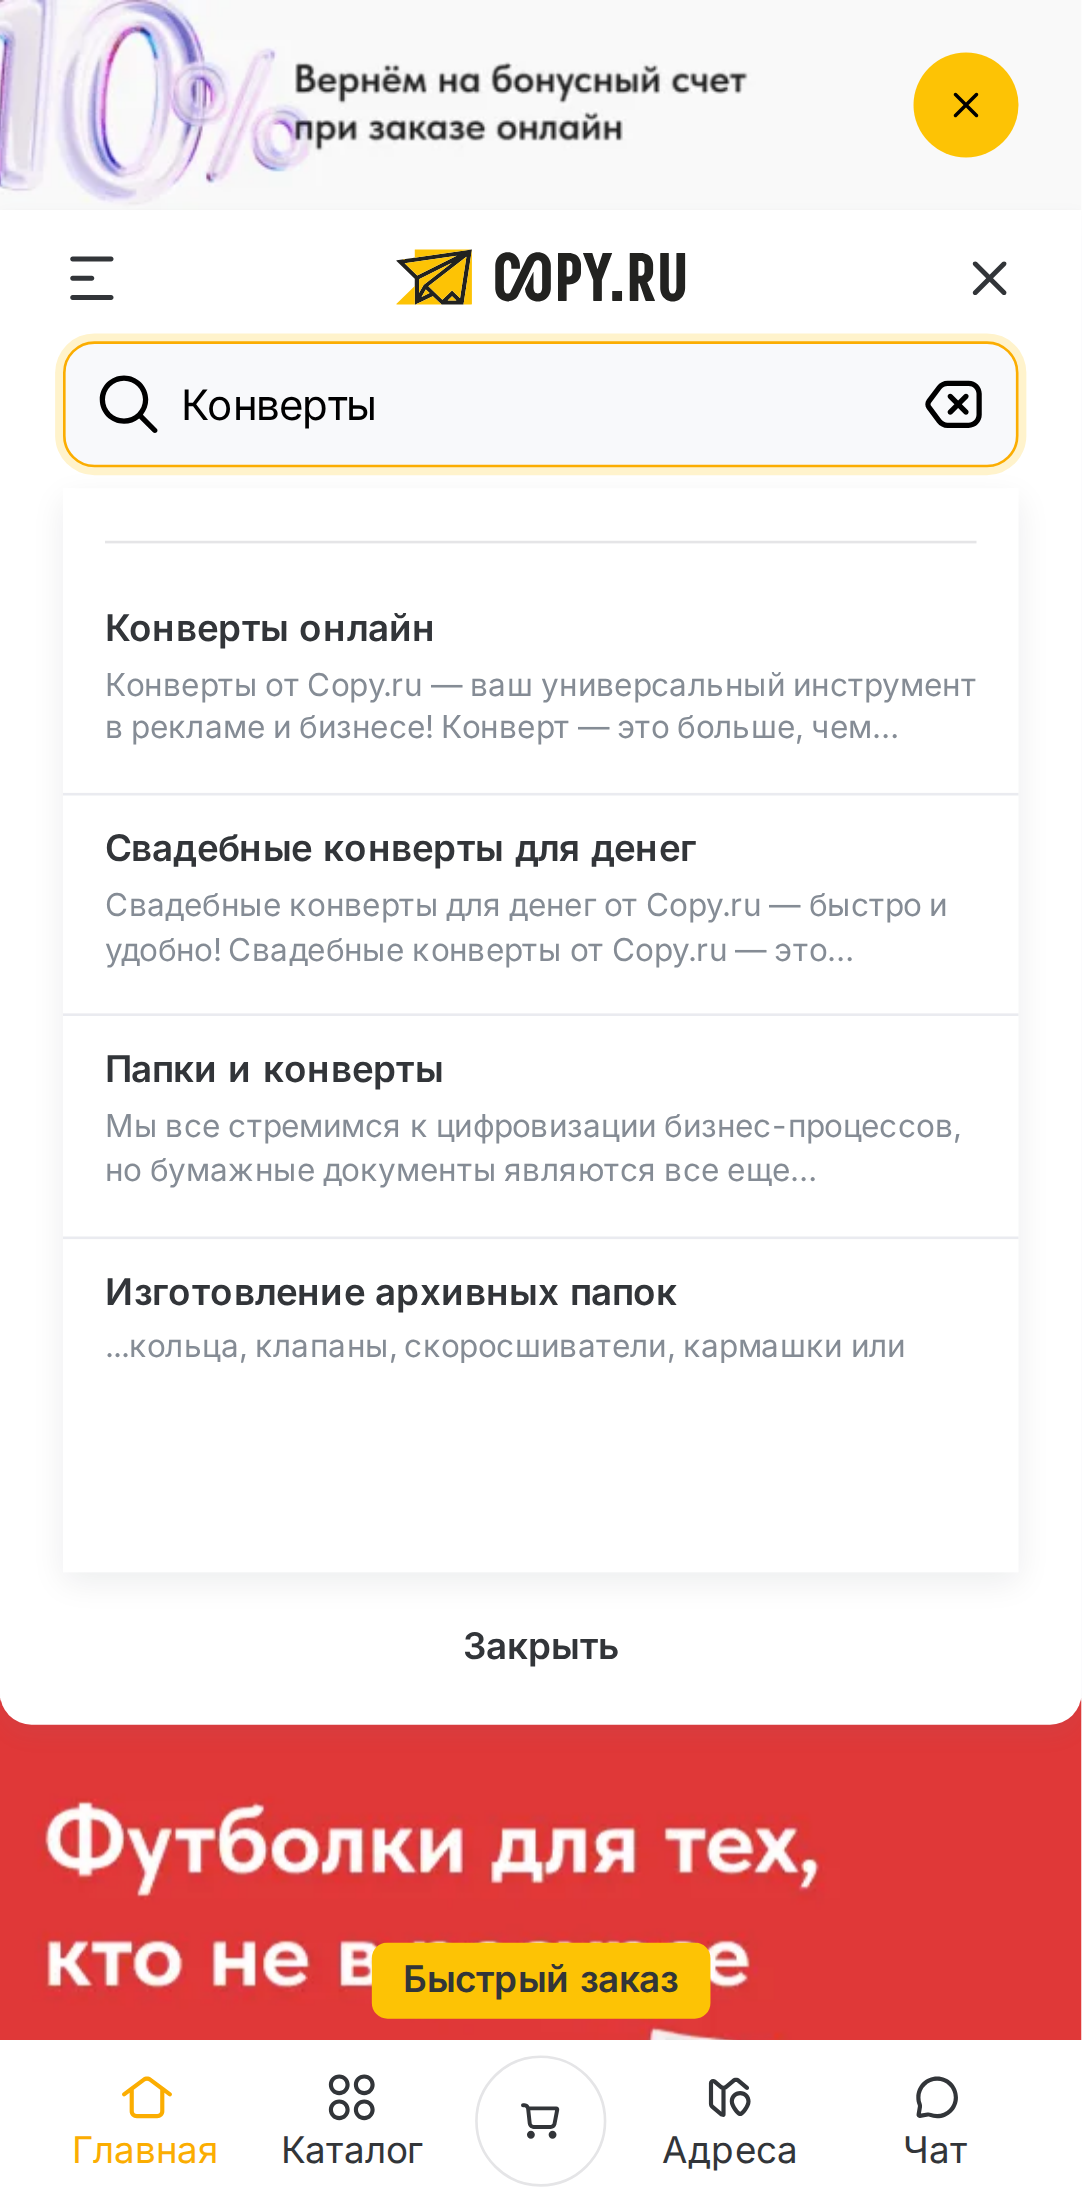 10%
Вернём на бонусный счет
при заказе онлайн
COPY.RU
Конверты
Конверты онлайн
Конверты от Copy.ru — ваш универсальный инструмент
в рекламе и бизнесе! Конверт — это больше, чем...
Свадебные конверты для денег
Свадебные конверты для денег от Copy.ru — быстро и
удобно! Свадебные конверты от Copy.ru — это...
Папки и конверты
Мы все стремимся к цифровизации бизнес-процессов,
но бумажные документы являются все еще...
Изготовление архивных папок
...кольца, клапаны, скоросшиватели, кармашки или
Закрыть
Футболки для тех,
кто не в
Быстрый заказ
Главная
Каталог
Адреса
Чат